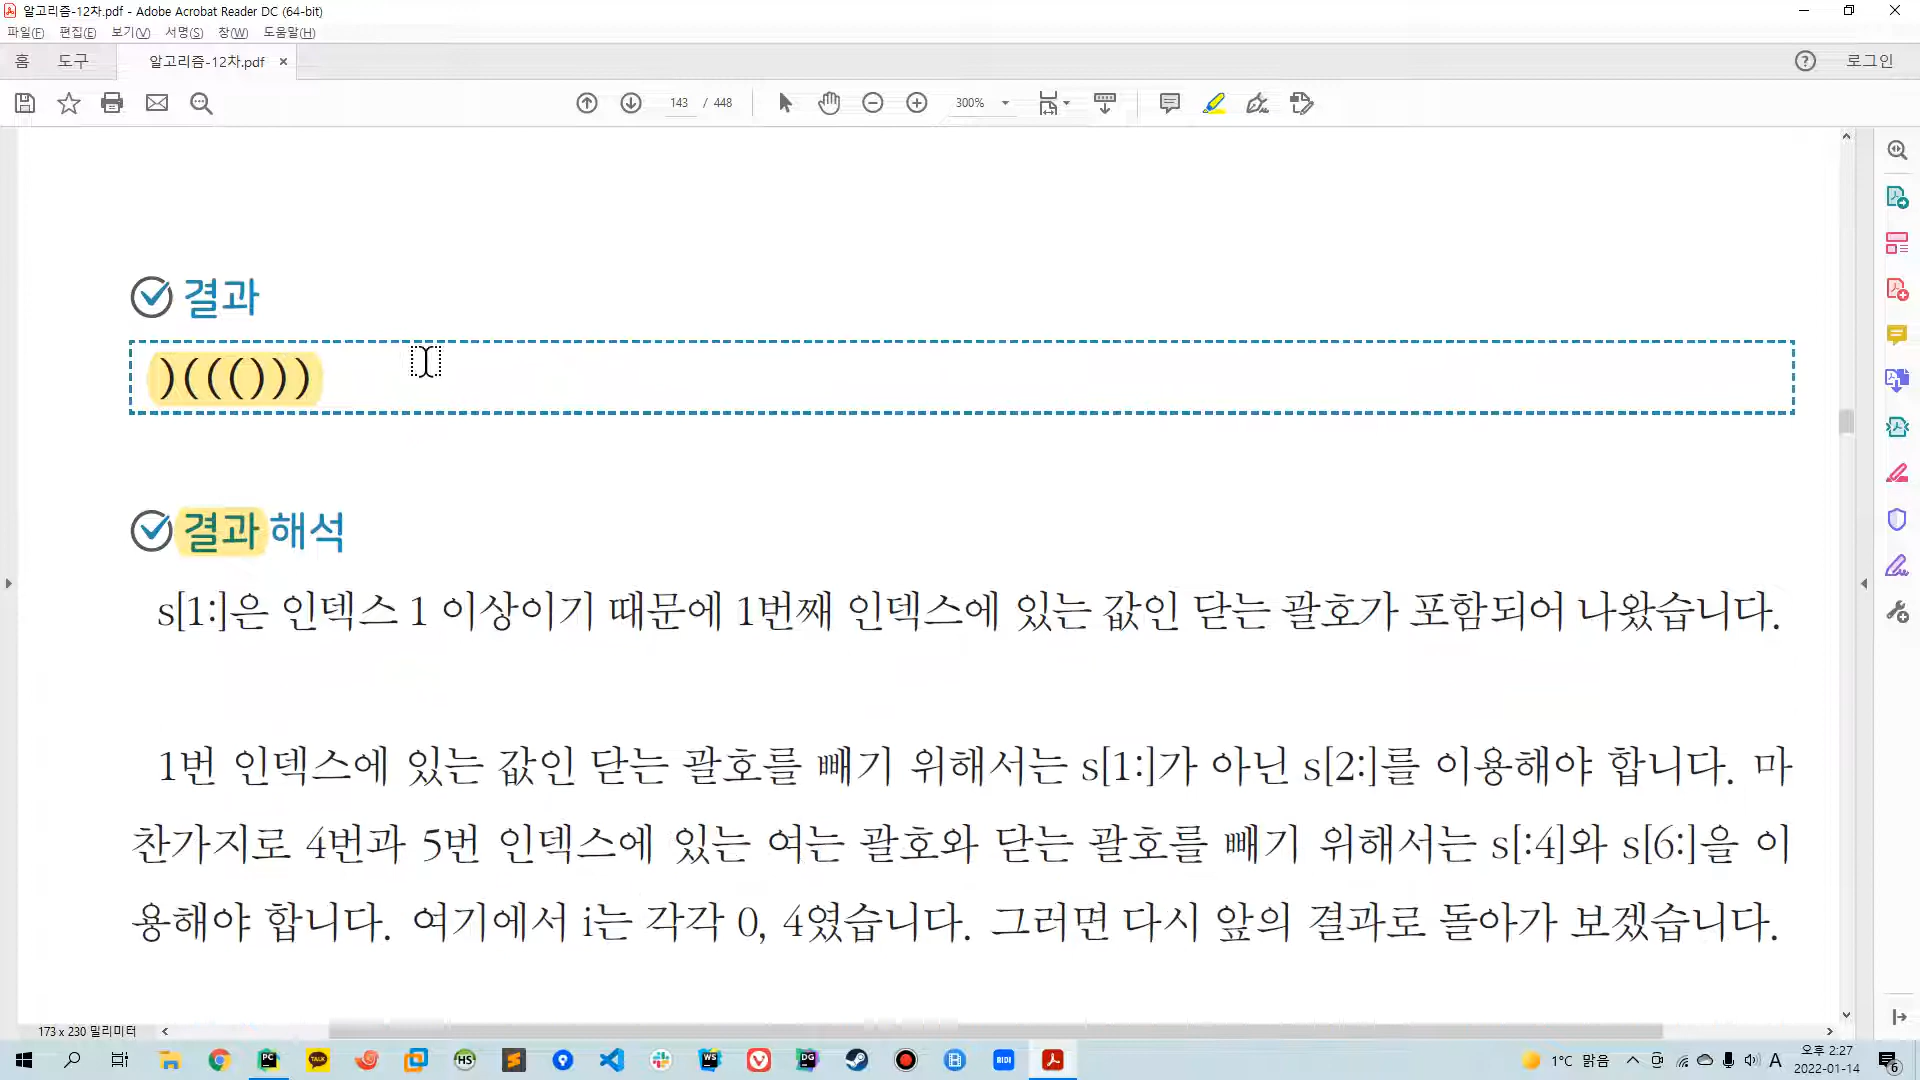 알고리즘-12차.pdf - Adobe Acrobat Reader DC (64-bit)
파일(F) 편집(E) 보기(V) 서명(S) 창(W) 도움말(H)
홈 도구 알고리즘-12차.pdf × 로그인
143 / 448 300%
결과
)((()))
결과 해석
s[1:]은 인덱스 1 이상이기 때문에 1번째 인덱스에 있는 값인 닫는 괄호가 포함되어 나왔습니다.
1번 인덱스에 있는 값인 닫는 괄호를 빼기 위해서는 s[1:]가 아닌 s[2:]를 이용해야 합니다. 마
찬가지로 4번과 5번 인덱스에 있는 여는 괄호와 닫는 괄호를 빼기 위해서는 s[:4]와 s[6:]을 이
용해야 합니다. 여기에서 i는 각각 0, 4였습니다. 그러면 다시 앞의 결과로 돌아가 보겠습니다.
173 x 230 밀리미터
PC TALK HS WS DG RIDI 1°C 맑음 A 오후 2:27
2022-01-14 6